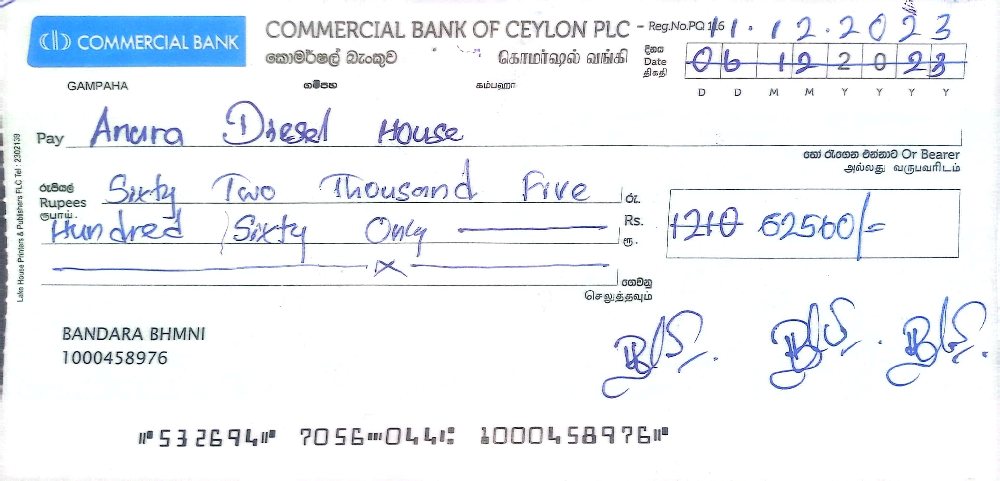 COMMERCIAL BANK
COMMERCIAL BANK OF CEYLON PLC - Reg.No.PQ 116
11.12.2023
කොමර්ෂල් බැංකුව கொமர்ஷல் வங்கி
දිනය
Date
திகதி
06 12 2023
D D M M Y Y Y Y
GAMPAHA ගම්පහ கம்பஹா
Pay Anura Diesel House
හෝ රැගෙන එන්නාට Or Bearer
அல்லது வருபவரிடம்
රුපියල්
Rupees
ரூபாய்
Sixty Two Thousand Five
Hundred Sixty Only
රු.
Rs.
ரூ.
1210 62560/=
ගෙවනු
செலுத்தவும்
Lake House Printers & Publishers PLC Tel : 2302139
BANDARA BHMNI
1000458976
⑈532694⑈ 7056⑉044⑆ 1000458976⑈